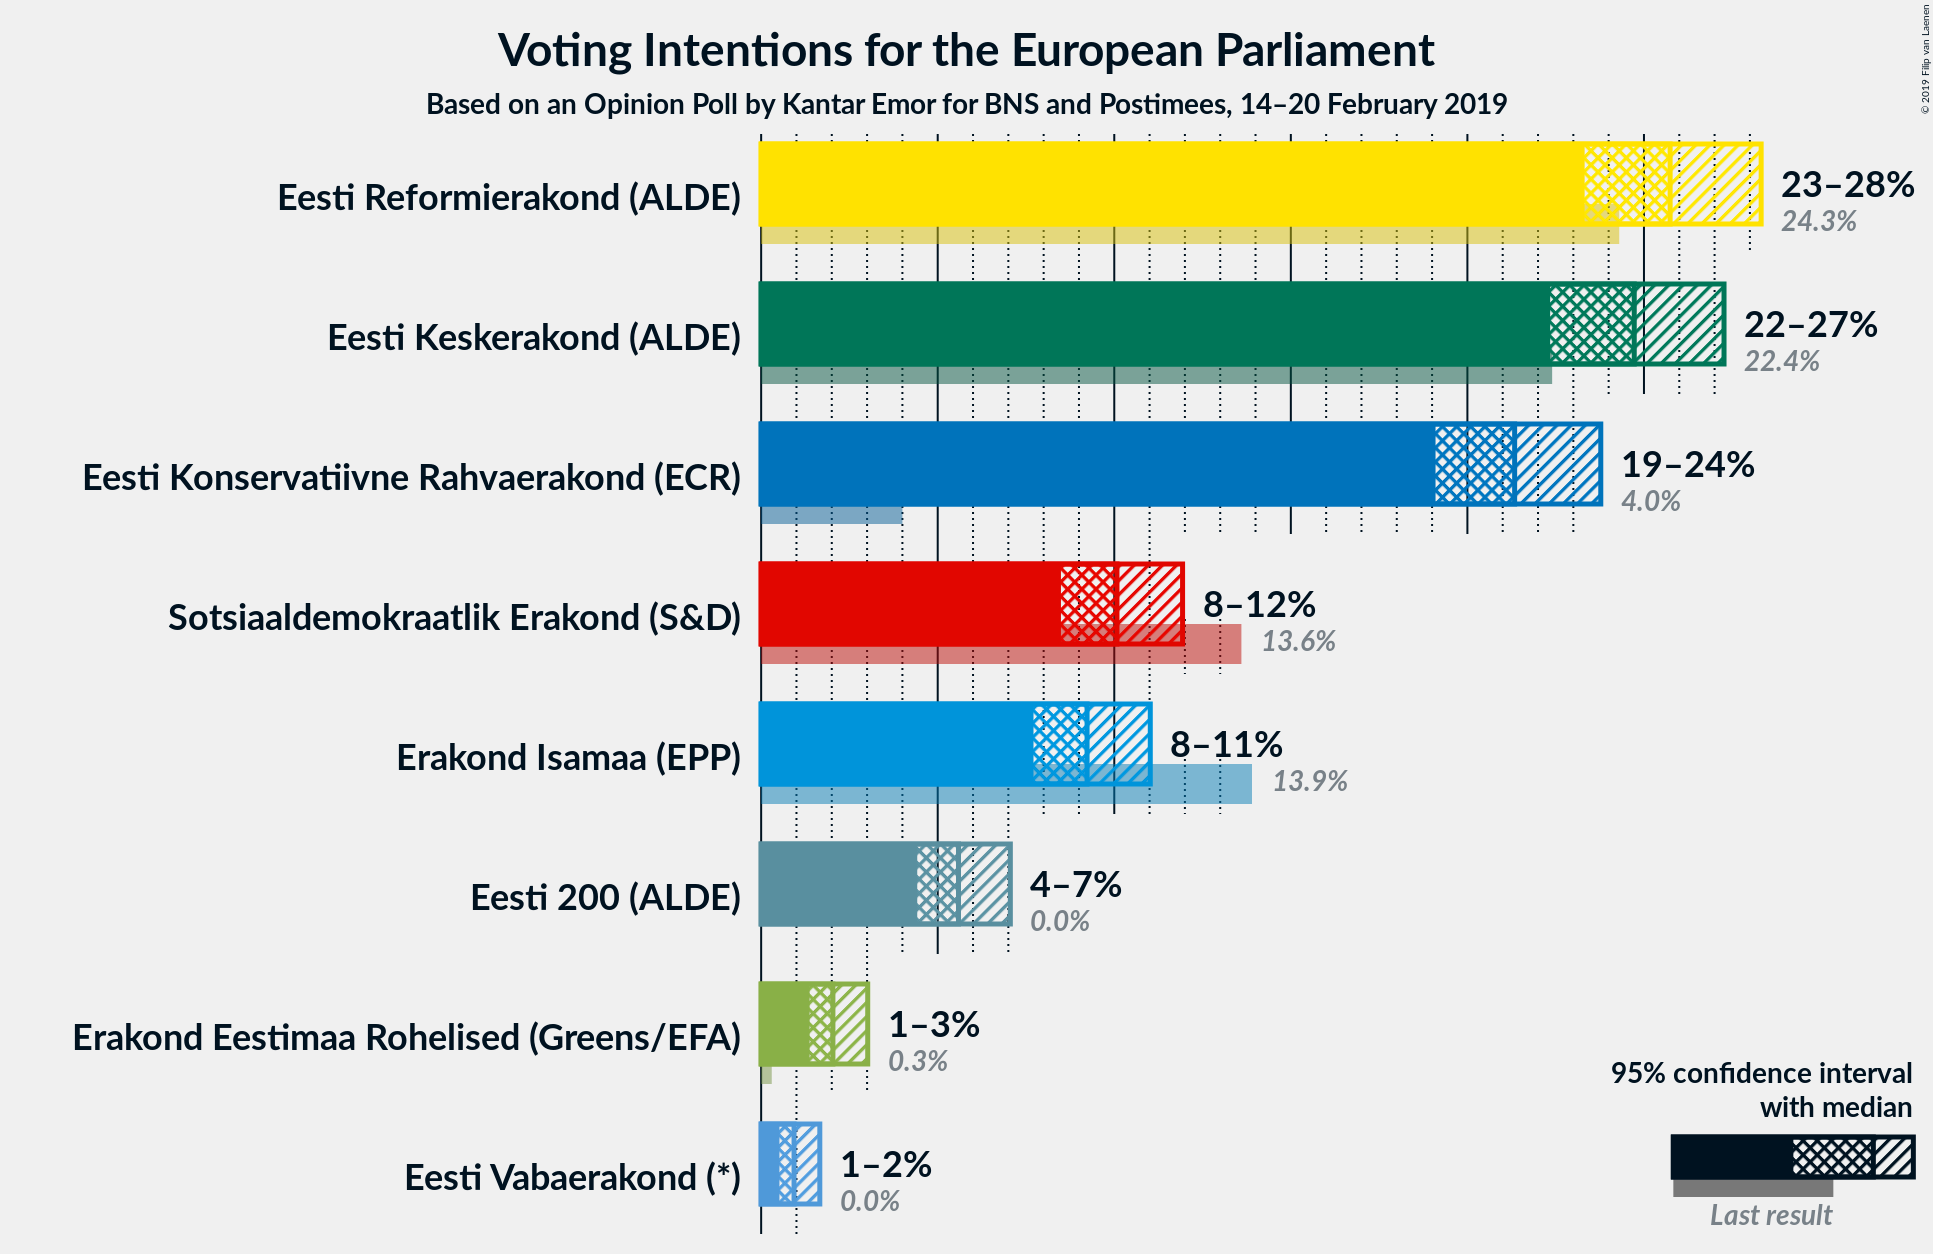 Voting Intentions for the European Parliament
Based on an Opinion Poll by Kantar Emor for BNS and Postimees, 14–20 February 2019
© 2019 Filip van Laenen
Eesti Reformierakond (ALDE)
23–28%
24.3%
Eesti Keskerakond (ALDE)
22–27%
22.4%
Eesti Konservatiivne Rahvaerakond (ECR)
19–24%
4.0%
Sotsiaaldemokraatlik Erakond (S&D)
8–12%
13.6%
Erakond Isamaa (EPP)
8–11%
13.9%
Eesti 200 (ALDE)
4–7%
0.0%
Erakond Eestimaa Rohelised (Greens/EFA)
1–3%
0.3%
Eesti Vabaerakond (*)
1–2%
0.0%
95% confidence interval
with median
Last result